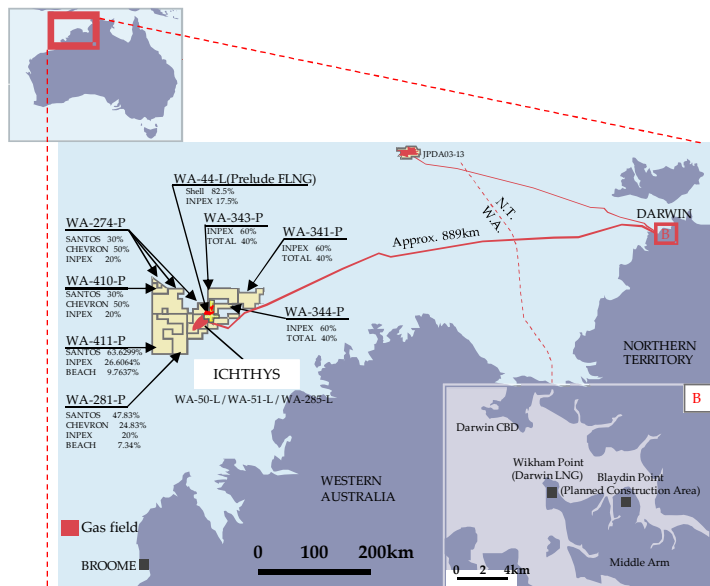 JPDA03-13
WA-44-L(Prelude FLNG)
Shell 82.5%
INPEX 17.5%
N.T.
W.A.
DARWIN
B
WA-274-P
SANTOS 30%
CHEVRON 50%
INPEX 20%
WA-343-P
INPEX 60%
TOTAL 40%
WA-341-P
INPEX 60%
TOTAL 40%
Approx. 889km
WA-410-P
SANTOS 30%
CHEVRON 50%
INPEX 20%
WA-344-P
INPEX 60%
TOTAL 40%
WA-411-P
SANTOS 63.6299%
INPEX 26.6064%
BEACH 9.7637%
ICHTHYS
WA-50-L / WA-51-L / WA-285-L
WA-281-P
SANTOS 47.83%
CHEVRON 24.83%
INPEX 20%
BEACH 7.34%
NORTHERN
TERRITORY
B
Darwin CBD
Wikham Point
(Darwin LNG)
Blaydin Point
(Planned Construction Area)
Middle Arm
0 2 4km
WESTERN
AUSTRALIA
Gas field
BROOME
0 100 200km